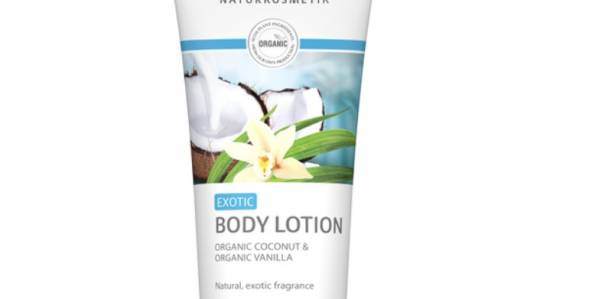 NATURKOSMETIK
ORGANIC
EXOTIC
BODY LOTION
ORGANIC COCONUT &
ORGANIC VANILLA
Natural, exotic fragrance